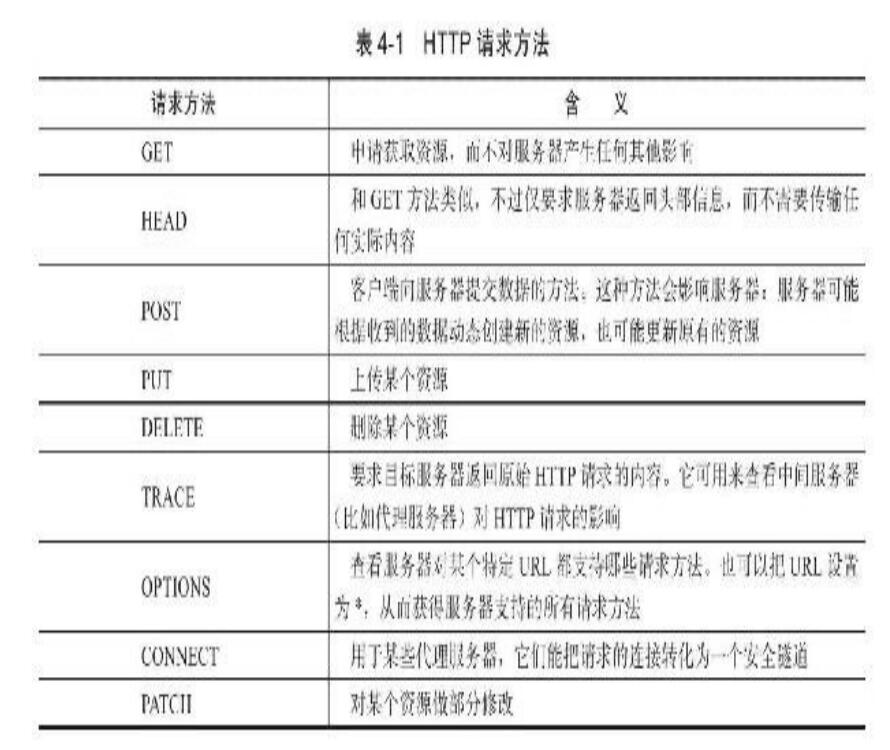 表 4-1 HTTP 请求方法
请求方法 含 义
GET 申请获取资源，而不对服务器产生任何其他影响
HEAD 和 GET 方法类似，不过仅要求服务器返回头部信息，而不需要传输任
何实际内容
POST 客户端向服务器提交数据的方法。这种方法会影响服务器：服务器可能
根据收到的数据动态创建新的资源，也可能更新原有的资源
PUT 上传某个资源
DELETE 删除某个资源
TRACE 要求目标服务器返回原始 HTTP 请求的内容。它可用来查看中间服务器
（比如代理服务器）对 HTTP 请求的影响
OPTIONS 查看服务器对某个特定 URL 都支持哪些请求方法。也可以把 URL 设置
为 *，从而获得服务器支持的所有请求方法
CONNECT 用于某些代理服务器，它们能把请求的连接转化为一个安全隧道
PATCH 对某个资源做部分修改